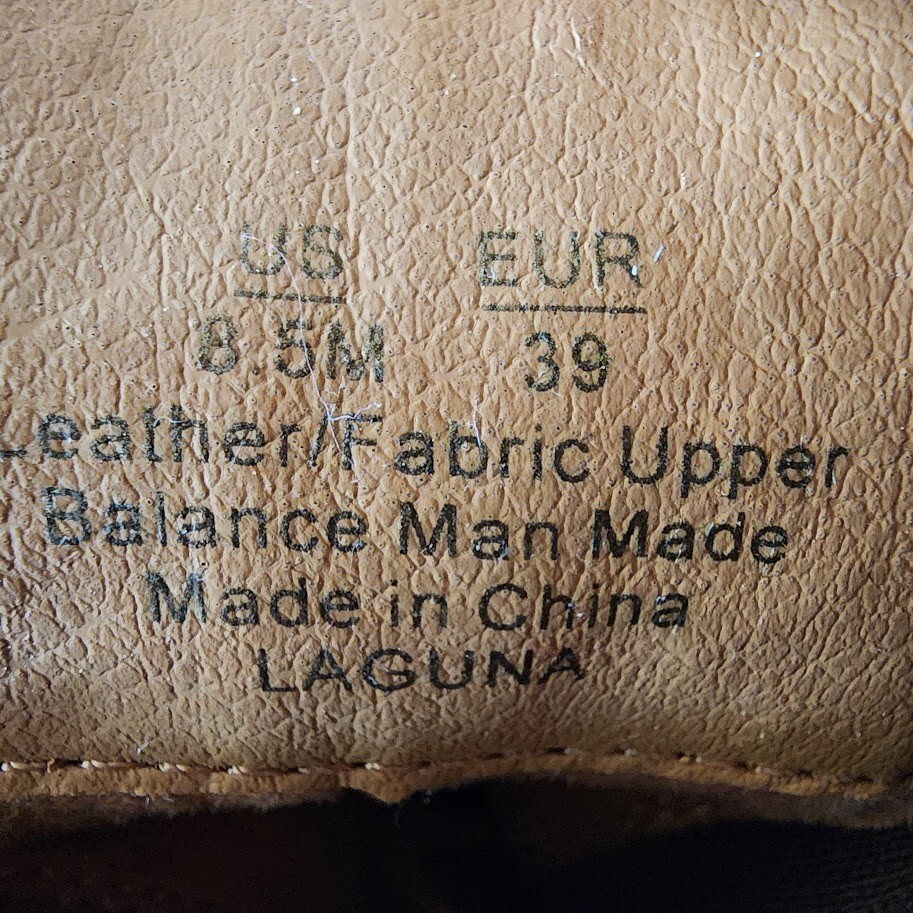 US EUR
8.5M 39
Leather/Fabric Upper
Balance Man Made
Made in China
LAGUNA